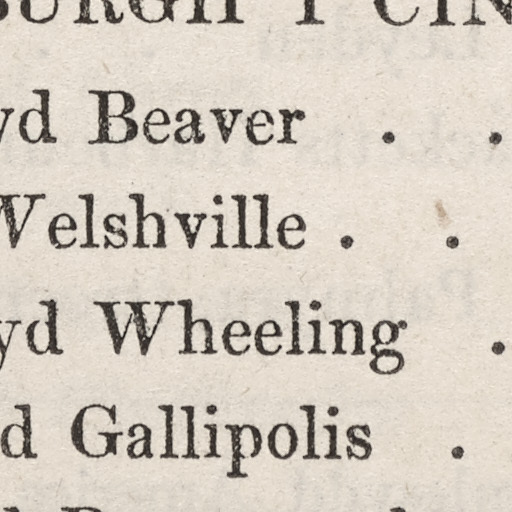 yd Beaver . .
Welshville . .
yd Wheeling .
d Gallipolis .